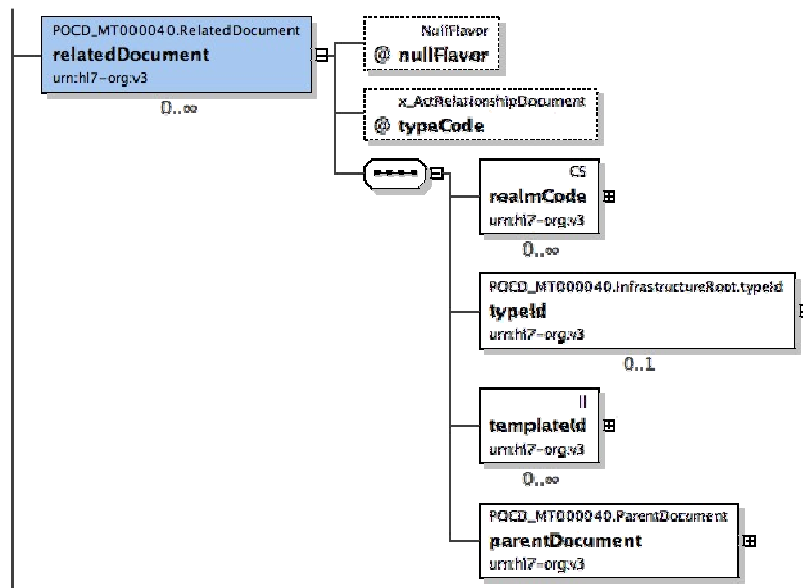 POCD_MT000040.RelatedDocument
relatedDocument
urn:hl7-org:v3
0..∞
NullFlavor
@ nullFlavor
x_ActRelationshipDocument
@ typeCode
CS
realmCode
urn:hl7-org:v3
0..∞
POCD_MT000040.InfrastructureRoot.typeId
typeId
urn:hl7-org:v3
0..1
II
templateId
urn:hl7-org:v3
0..∞
POCD_MT000040.ParentDocument
parentDocument
urn:hl7-org:v3